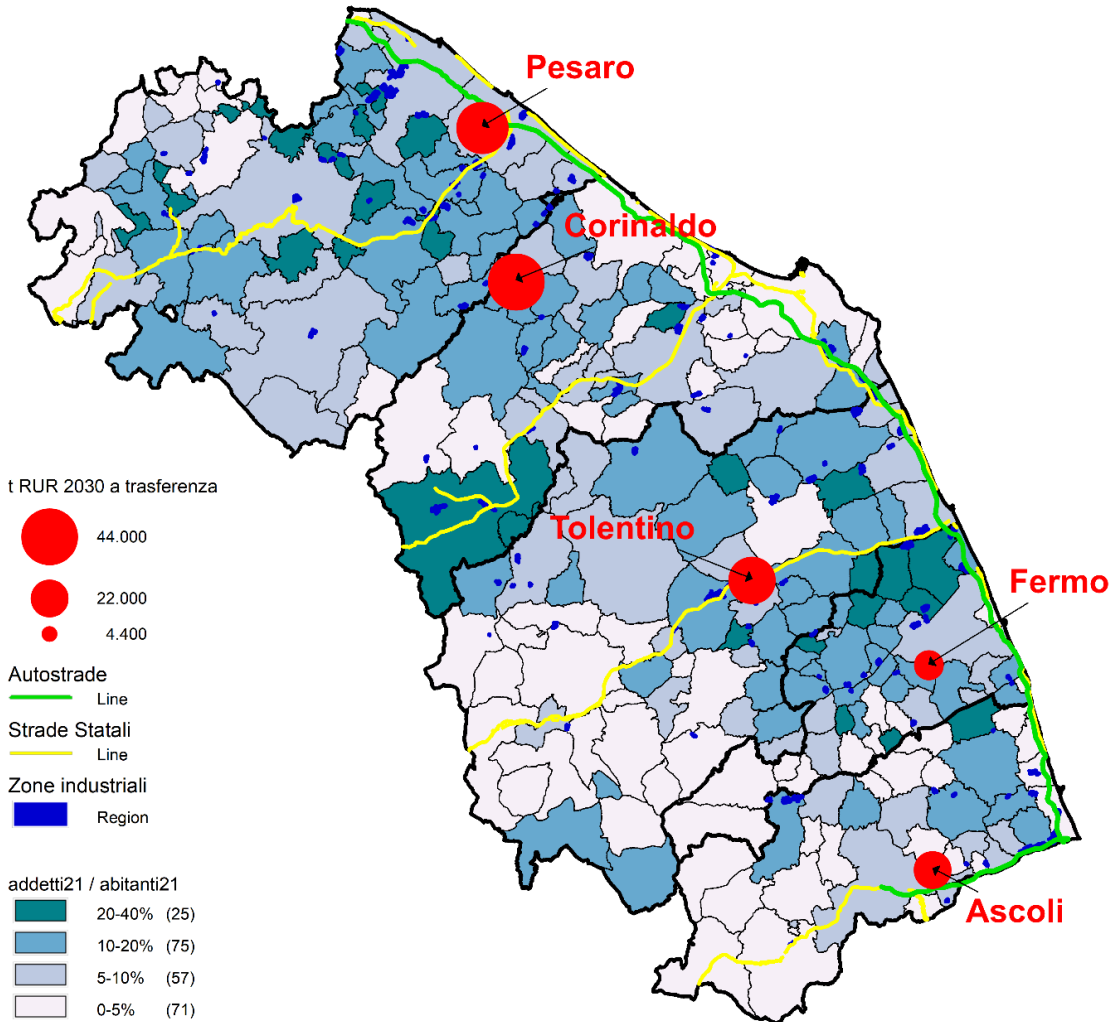 Pesaro
Corinaldo
Tolentino
Fermo
Ascoli
t RUR 2030 a trasferenza
44.000
22.000
4.400
Autostrade
Line
Strade Statali
Line
Zone industriali
Region
addetti21 / abitanti21
20-40% (25)
10-20% (75)
5-10% (57)
0-5% (71)